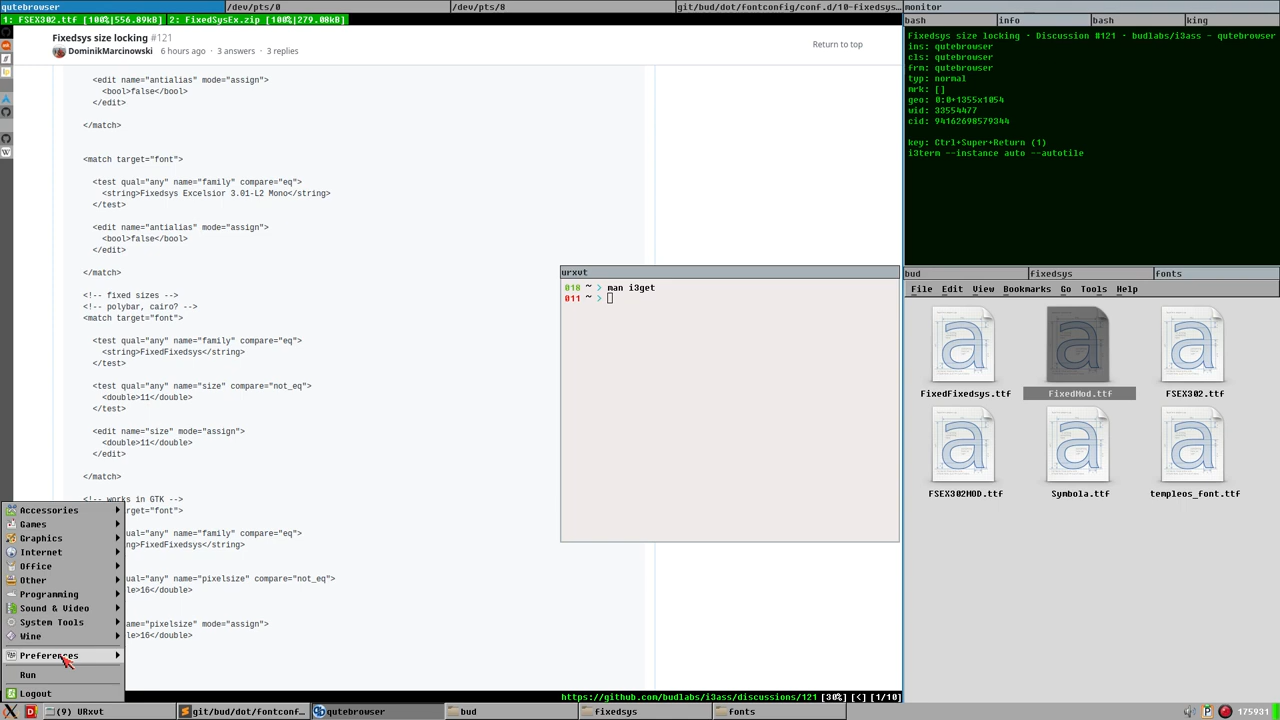 qutebrowser
/dev/pts/0
/dev/pts/8
git/bud/dot/fontconfig/conf.d/10-fixedsys…
monitor
1: FSEX302.ttf [100%|556.89kB]
2: FixedSysEx.zip [100%|279.08kB]
bash
info
bash
king
Fixedsys size locking #121
DominikMarcinowski 6 hours ago · 3 answers · 3 replies
Return to top
<edit name="antialias" mode="assign">
<bool>false</bool>
</edit>
</match>
<match target="font">
<test qual="any" name="family" compare="eq">
<string>Fixedsys Excelsior 3.01-L2 Mono</string>
</test>
<edit name="antialias" mode="assign">
<bool>false</bool>
</edit>
</match>
<!-- fixed sizes -->
<!-- polybar, cairo? -->
<match target="font">
<test qual="any" name="family" compare="eq">
<string>FixedFixedsys</string>
</test>
<test qual="any" name="size" compare="not_eq">
<double>11</double>
</test>
<edit name="size" mode="assign">
<double>11</double>
</edit>
</match>
<!-- works in GTK -->
target="font">
qual="any" name="family" compare="eq">
ng>FixedFixedsys</string>
qual="any" name="pixelsize" compare="not_eq">
le>16</double>
name="pixelsize" mode="assign">
le>16</double>
Fixedsys size locking · Discussion #121 · budlabs/i3ass - qutebrowser
ins: qutebrowser
cls: qutebrowser
frm: qutebrowser
typ: normal
mrk: []
geo: 0:0+1355x1054
wid: 33554477
cid: 94162698579344
key: Ctrl+Super+Return (1)
i3term --instance auto --autotile
urxvt
018 ~ > man i3get
011 ~ >
bud
fixedsys
fonts
File Edit View Bookmarks Go Tools Help
FixedFixedsys.ttf
FixedMod.ttf
FSEX302.ttf
FSEX302MOD.ttf
Symbola.ttf
templeos_font.ttf
Accessories
Games
Graphics
Internet
Office
Other
Programming
Sound & Video
System Tools
Wine
Preferences
Run
Logout
https://github.com/budlabs/i3ass/discussions/121 [30%] [<] [1/10]
(9) URxvt
git/bud/dot/fontconf…
qutebrowser
bud
fixedsys
fonts
175931